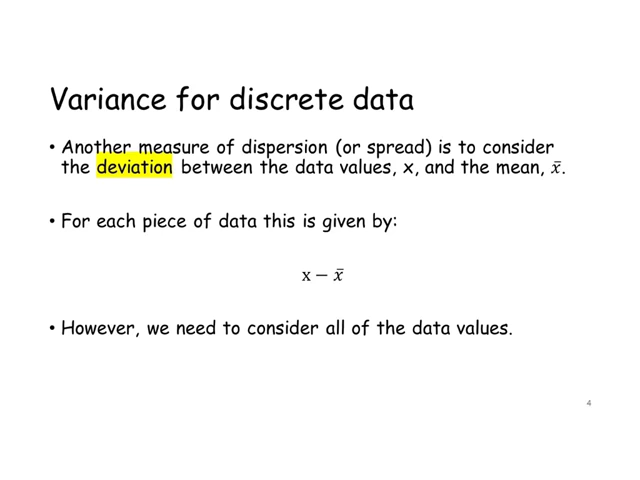 Variance for discrete data
• Another measure of dispersion (or spread) is to consider
the deviation between the data values, x, and the mean, x̄.
• For each piece of data this is given by:
x − x̄
• However, we need to consider all of the data values.
4